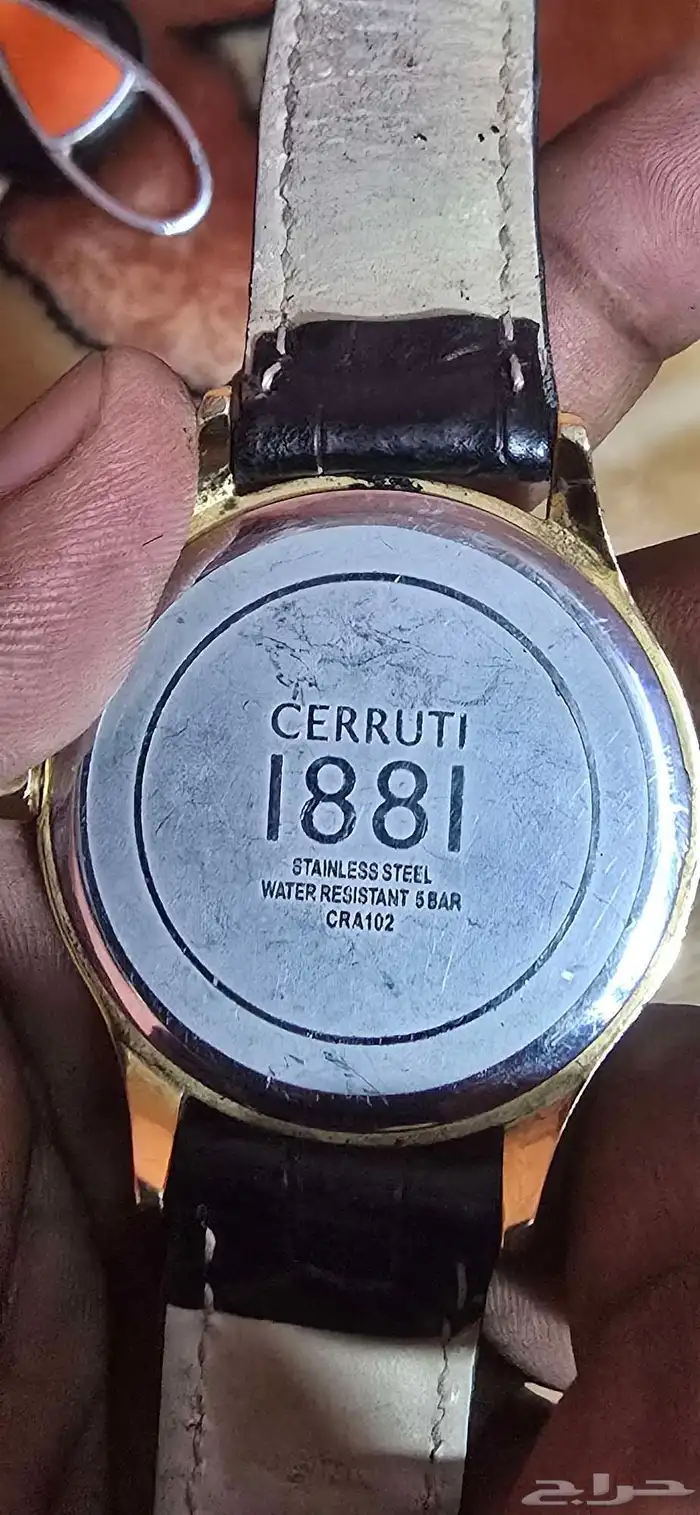 CERRUTI
1881
STAINLESS STEEL
WATER RESISTANT 5 BAR
CRA102
حراج